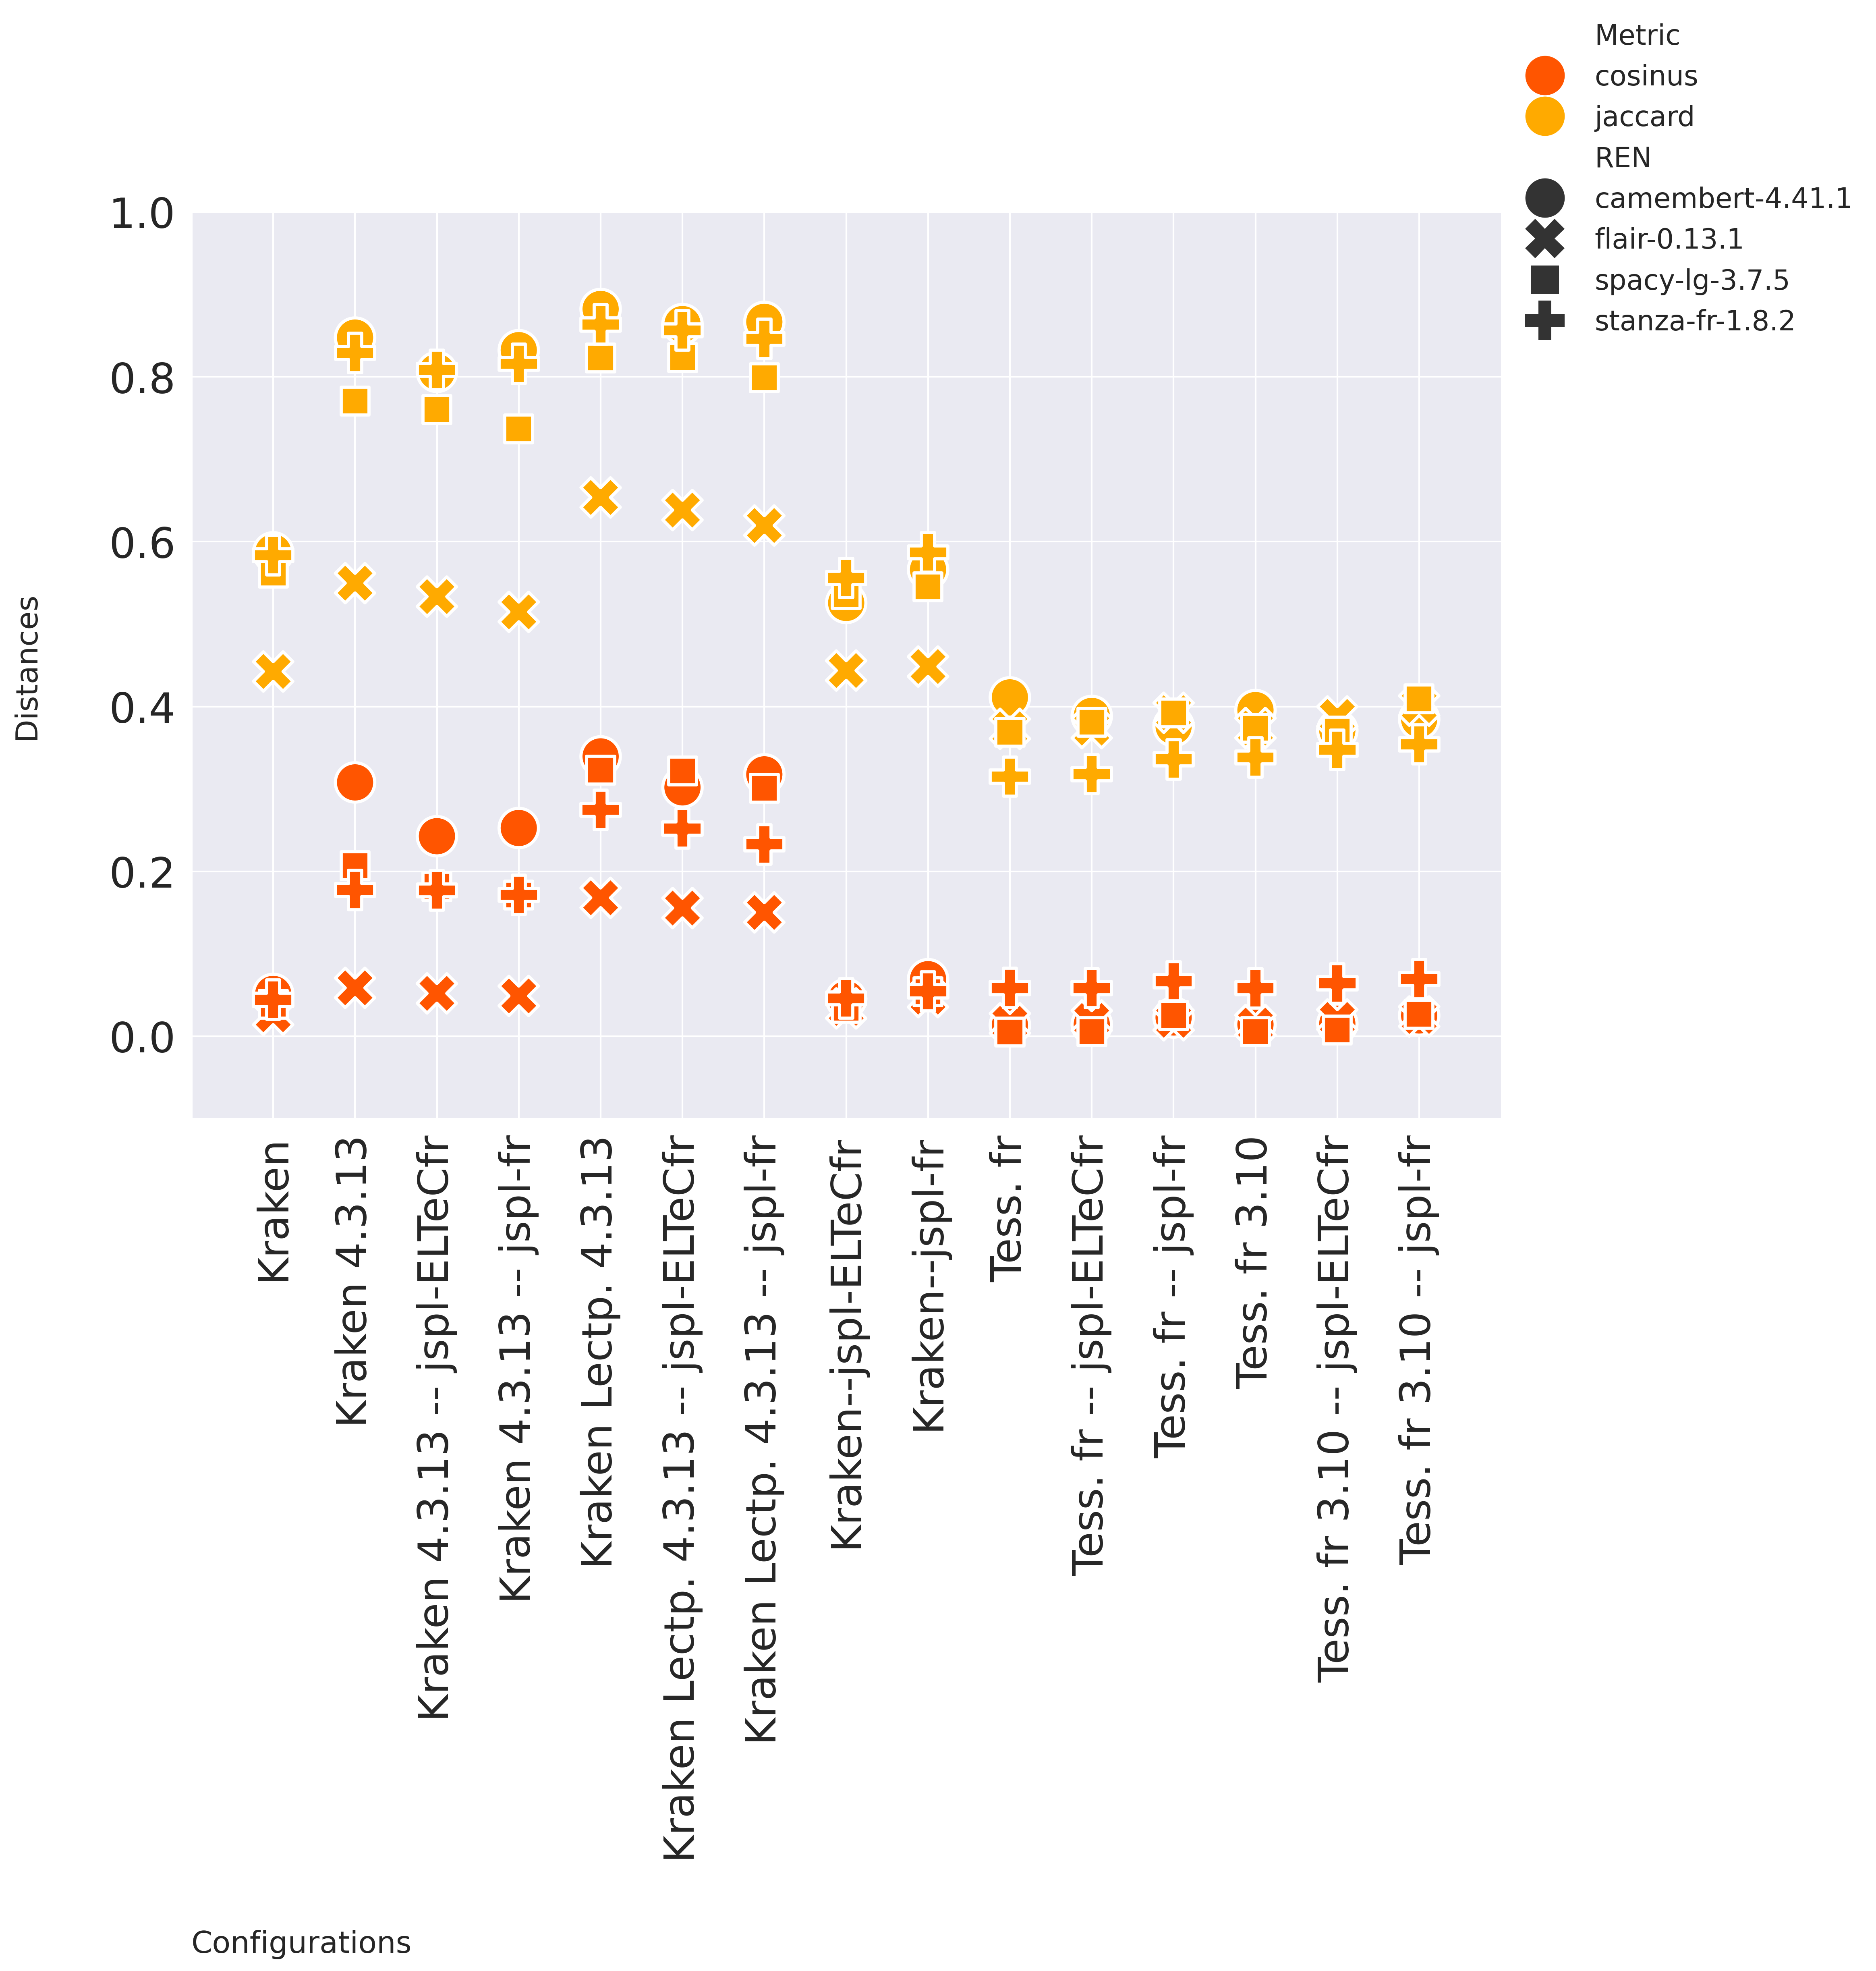 Metric
cosinus
jaccard
REN
camembert-4.41.1
flair-0.13.1
spacy-lg-3.7.5
stanza-fr-1.8.2
1.0
0.8
0.6
0.4
0.2
0.0
Distances
Kraken
Kraken 4.3.13
Kraken 4.3.13 -- jspl-ELTeCfr
Kraken 4.3.13 -- jspl-fr
Kraken Lectp. 4.3.13
Kraken Lectp. 4.3.13 -- jspl-ELTeCfr
Kraken Lectp. 4.3.13 -- jspl-fr
Kraken--jspl-ELTeCfr
Kraken--jspl-fr
Tess. fr
Tess. fr -- jspl-ELTeCfr
Tess. fr -- jspl-fr
Tess. fr 3.10
Tess. fr 3.10 -- jspl-ELTeCfr
Tess. fr 3.10 -- jspl-fr
Configurations